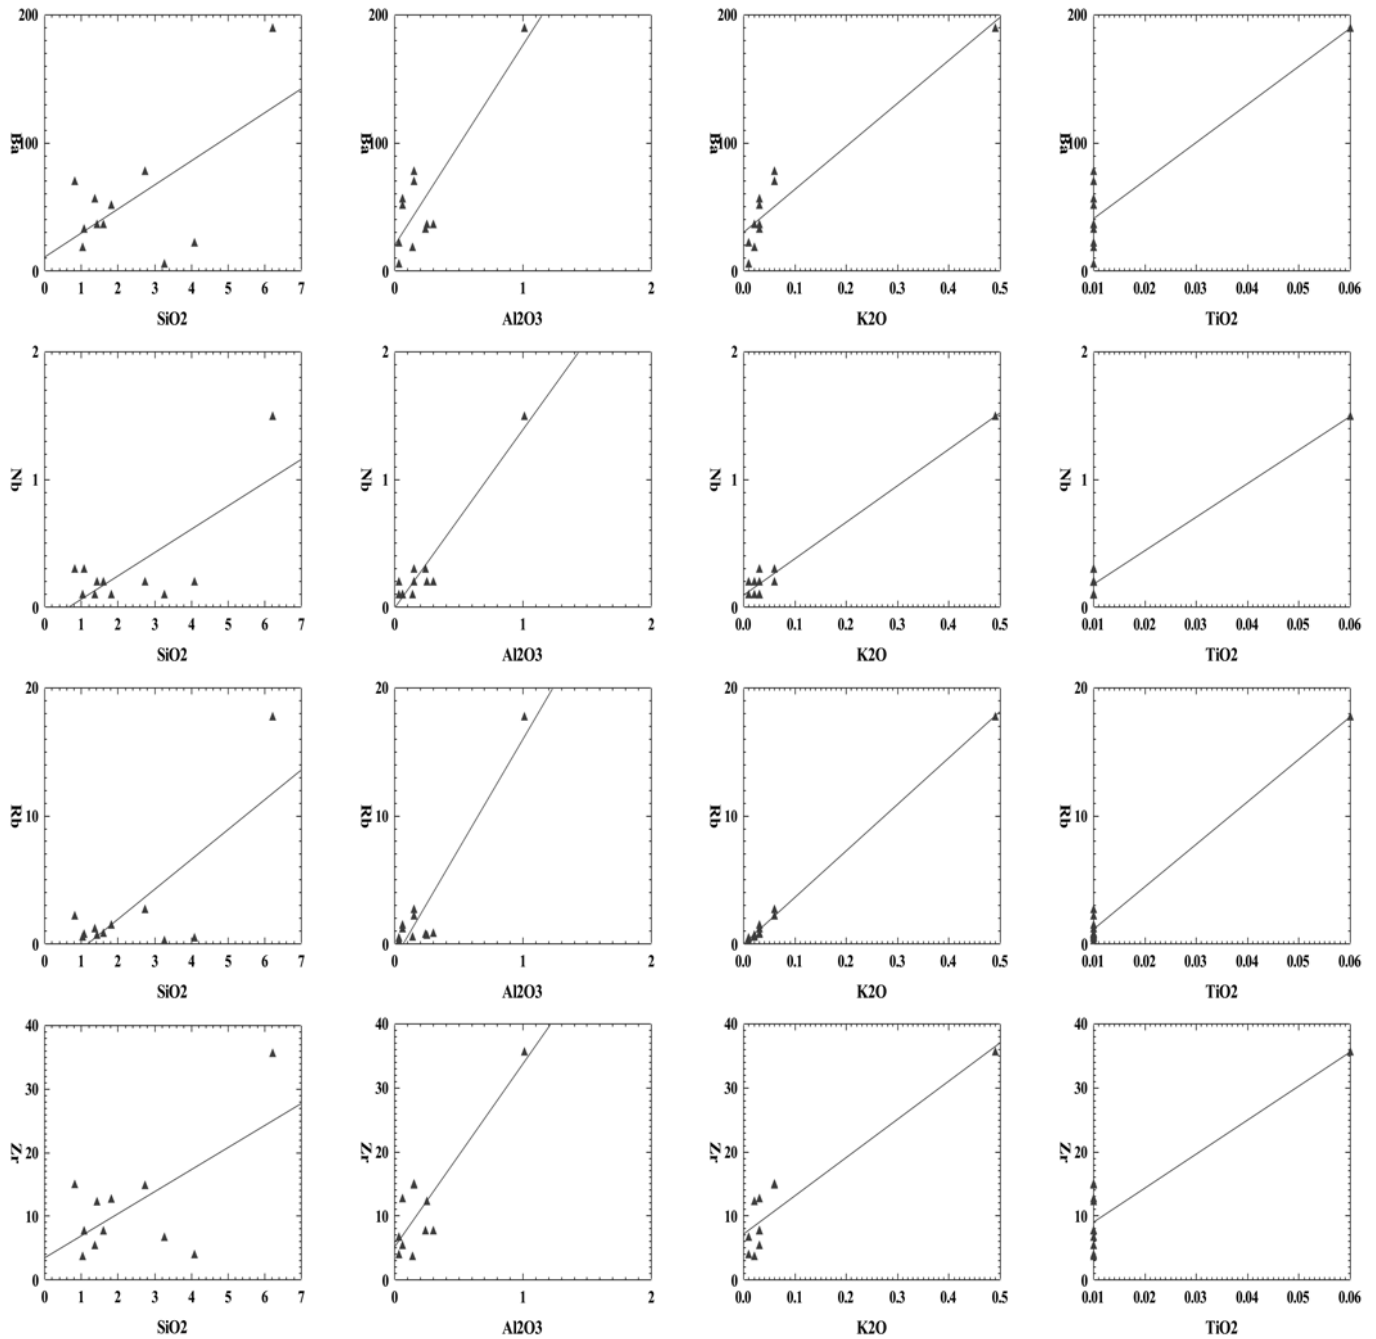 200 200 200 200
Ba Ba Ba Ba
100 100 100 100
0 0 0 0
0 1 2 3 4 5 6 7 0 1 2 0.0 0.1 0.2 0.3 0.4 0.5 0.01 0.02 0.03 0.04 0.05 0.06
SiO2 Al2O3 K2O TiO2
2 2 2 2
Nb Nb Nb Nb
1 1 1 1
0 0 0 0
0 1 2 3 4 5 6 7 0 1 2 0.0 0.1 0.2 0.3 0.4 0.5 0.01 0.02 0.03 0.04 0.05 0.06
SiO2 Al2O3 K2O TiO2
20 20 20 20
Rb Rb Rb Rb
10 10 10 10
0 0 0 0
0 1 2 3 4 5 6 7 0 1 2 0.0 0.1 0.2 0.3 0.4 0.5 0.01 0.02 0.03 0.04 0.05 0.06
SiO2 Al2O3 K2O TiO2
40 40 40 40
30 30 30 30
Zr Zr Zr Zr
20 20 20 20
10 10 10 10
0 0 0 0
0 1 2 3 4 5 6 7 0 1 2 0.0 0.1 0.2 0.3 0.4 0.5 0.01 0.02 0.03 0.04 0.05 0.06
SiO2 Al2O3 K2O TiO2